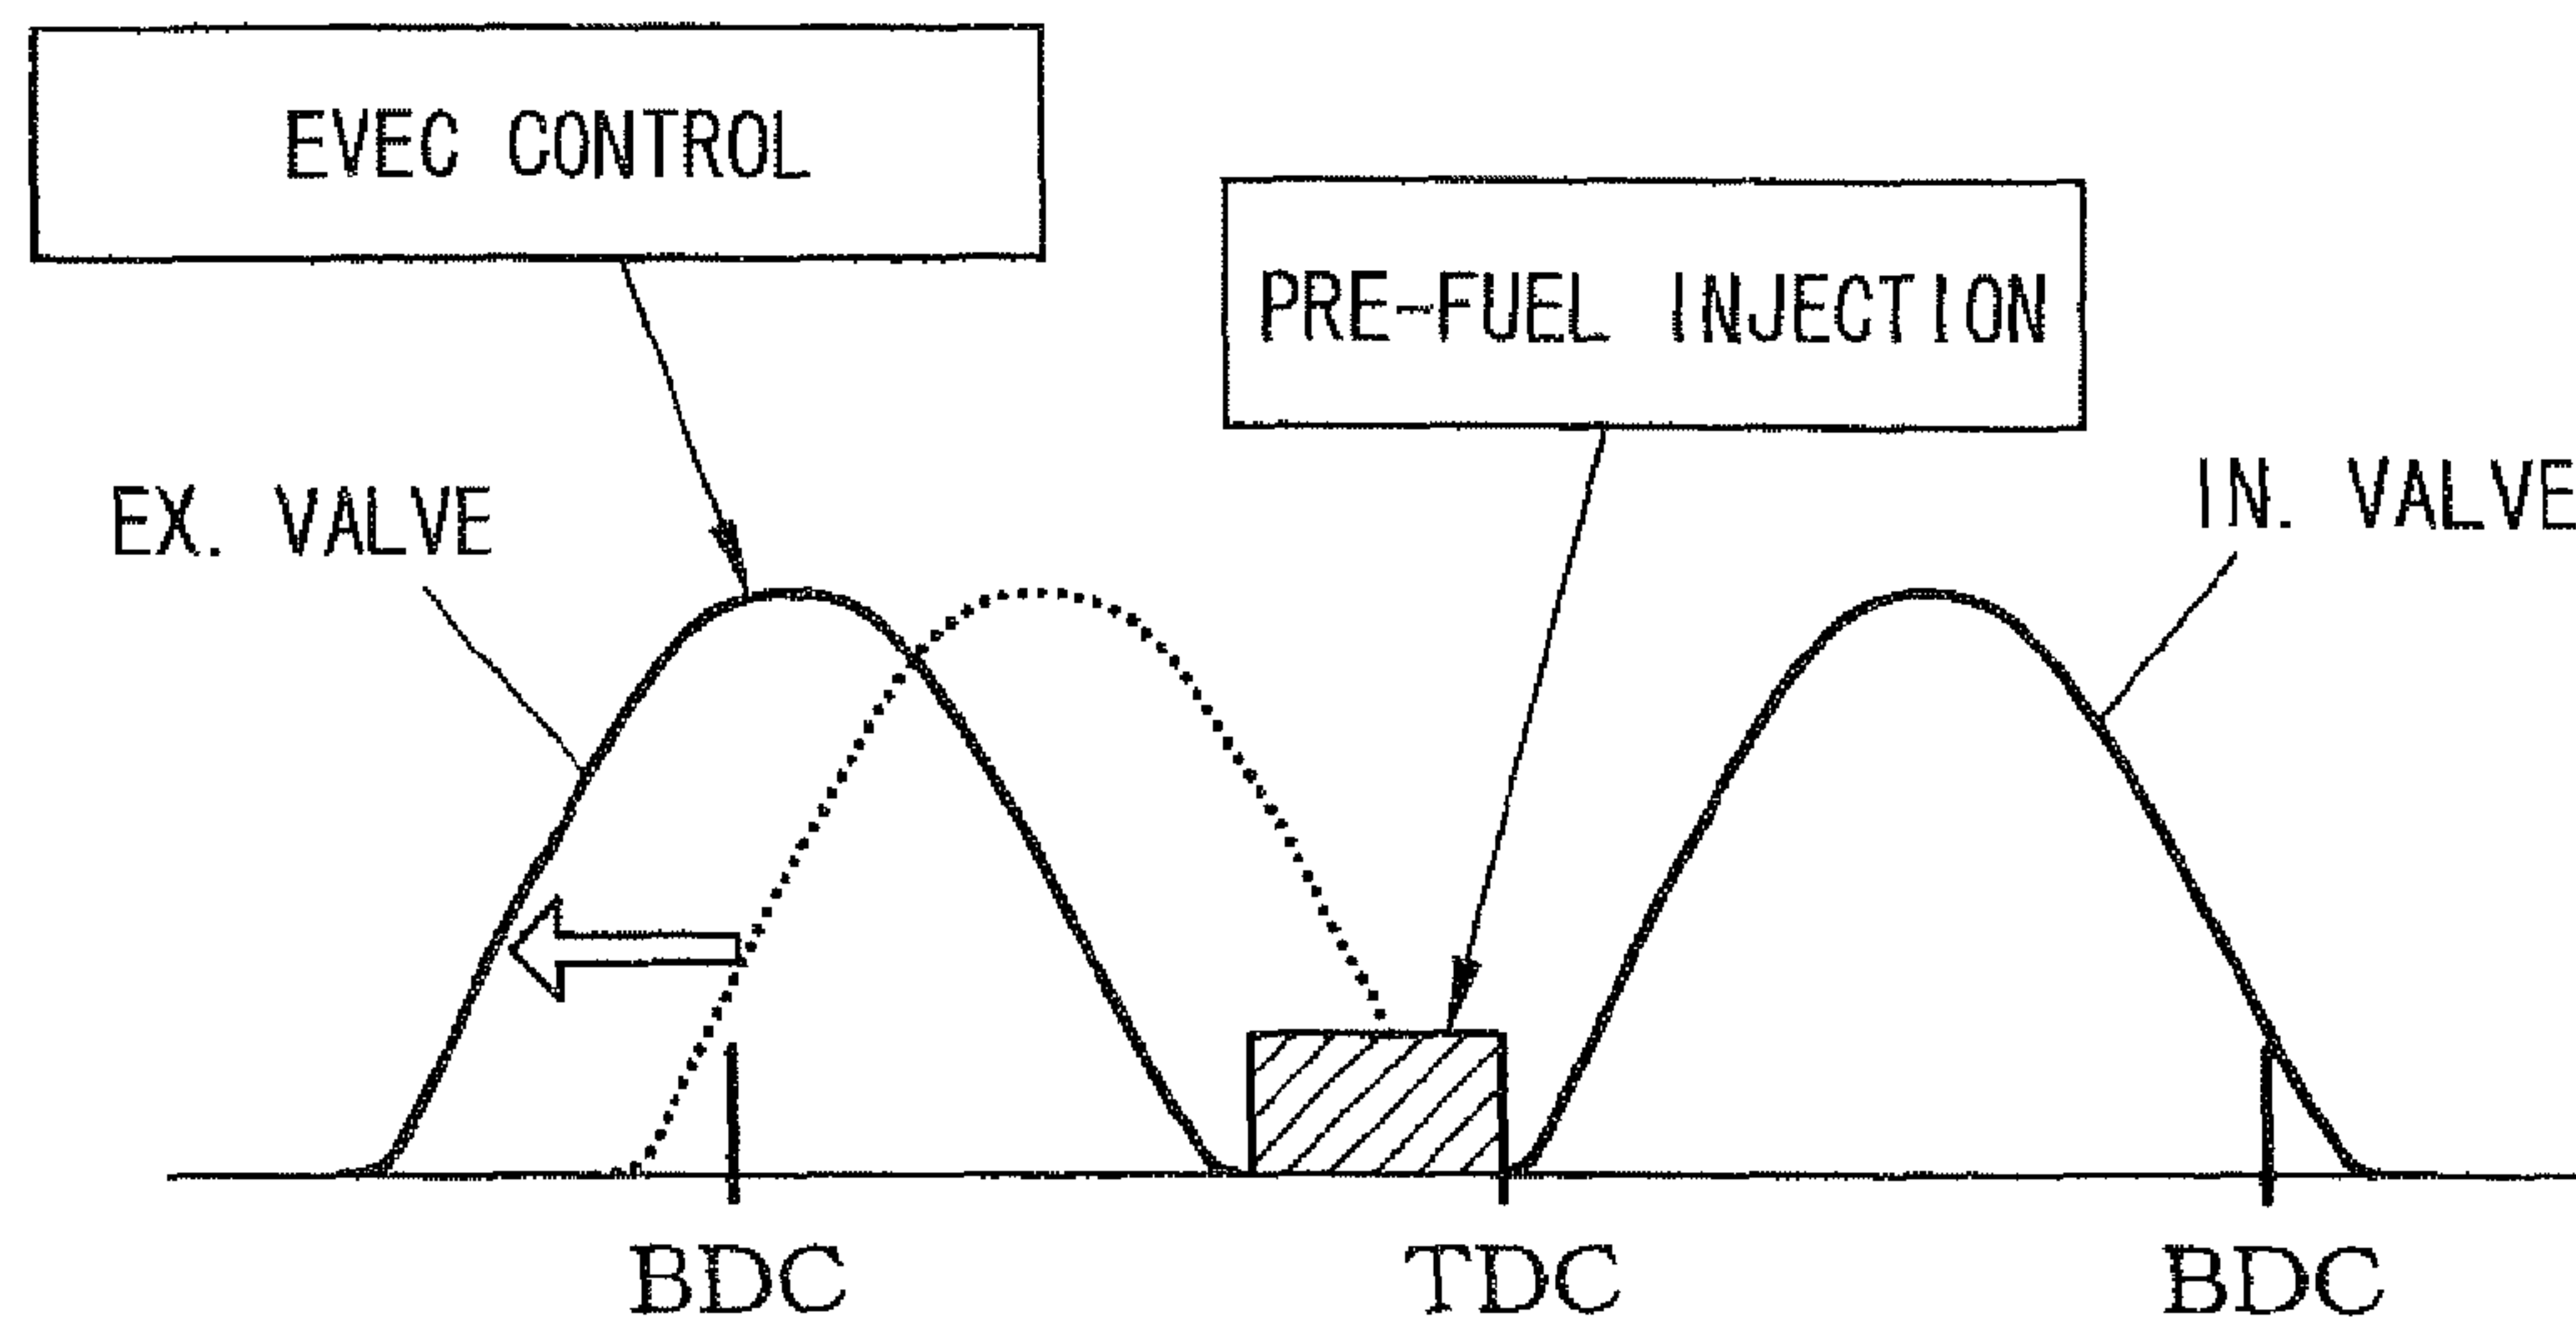 EVEC CONTROL
PRE-FUEL INJECTION
EX. VALVE
IN. VALVE
BDC
TDC
BDC